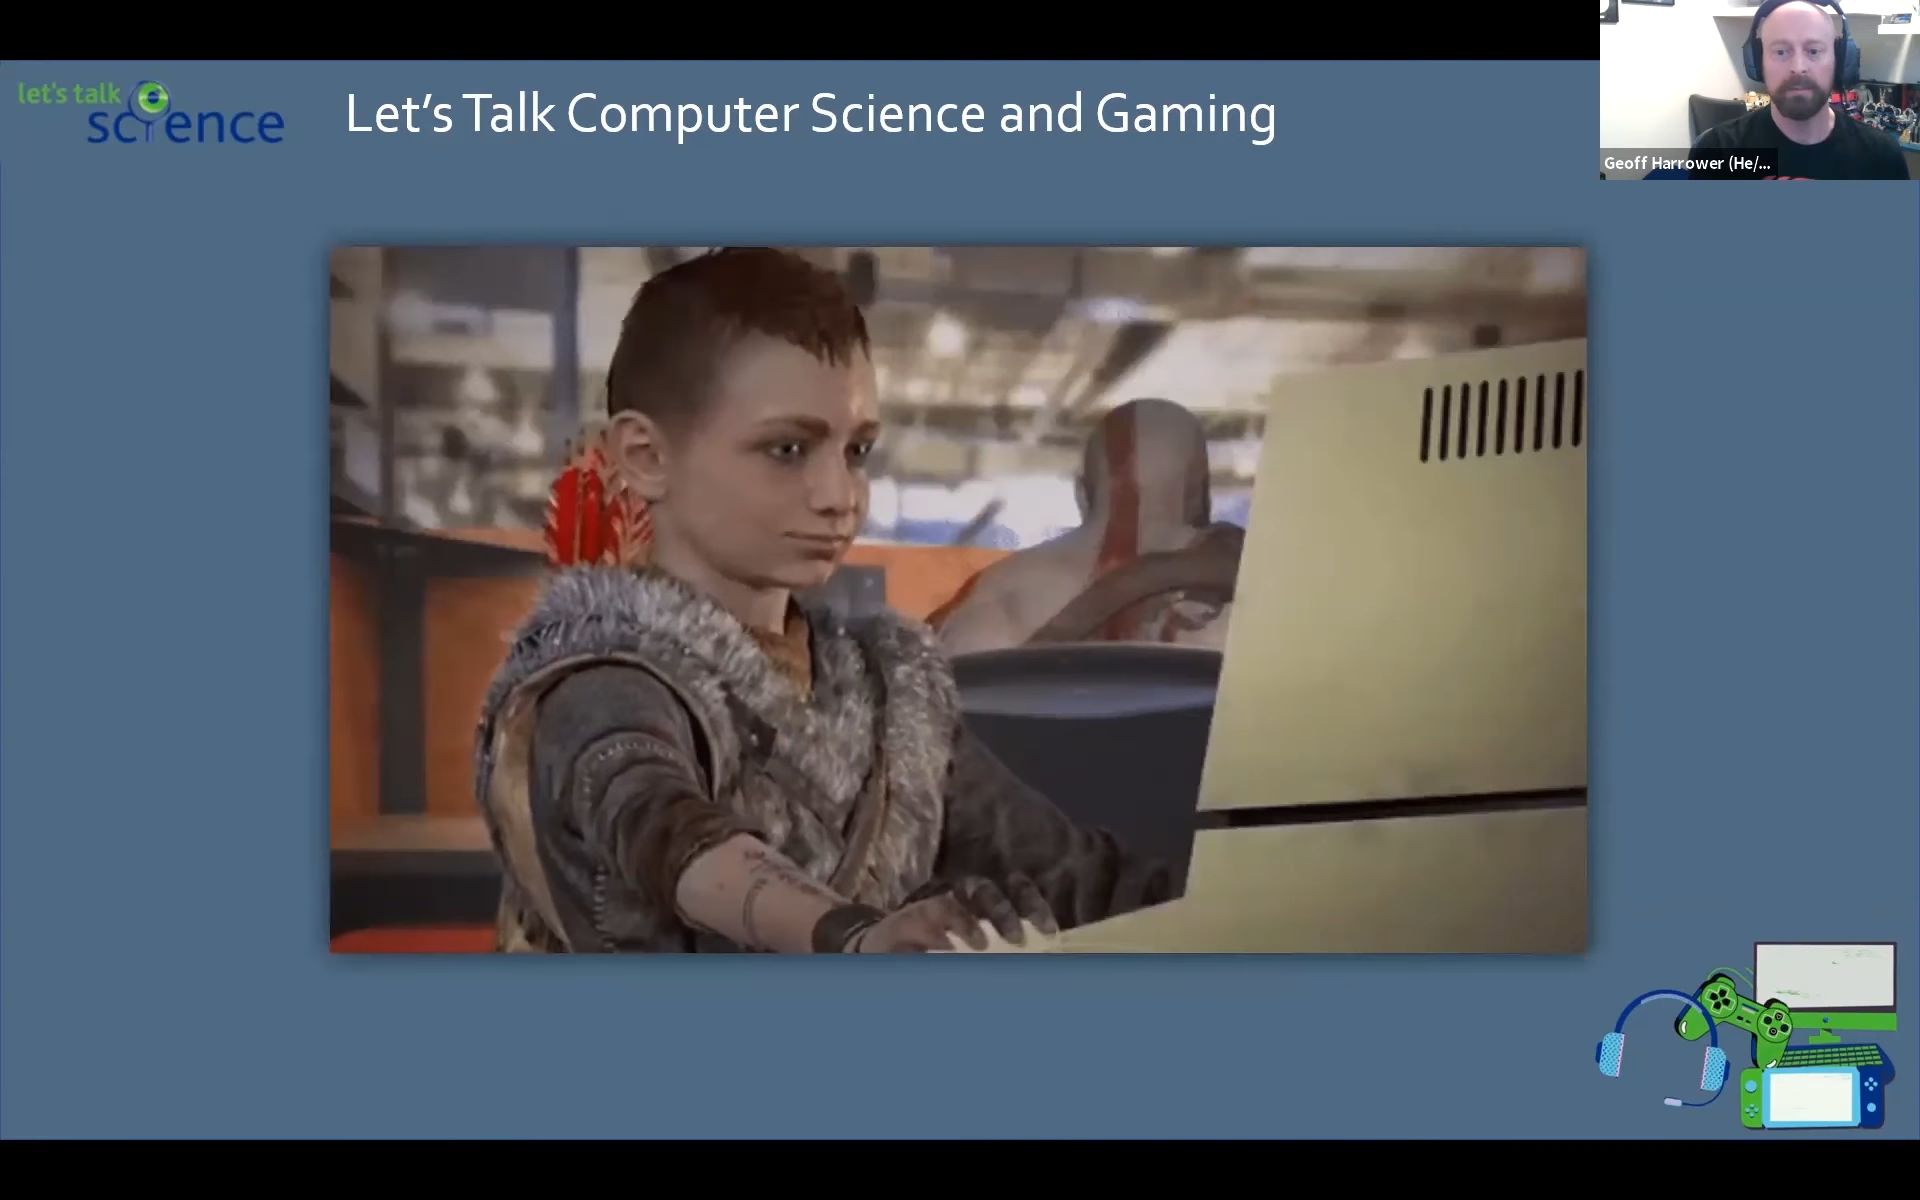 let's talk
science
Let's Talk Computer Science and Gaming
Geoff Harrower (He/...